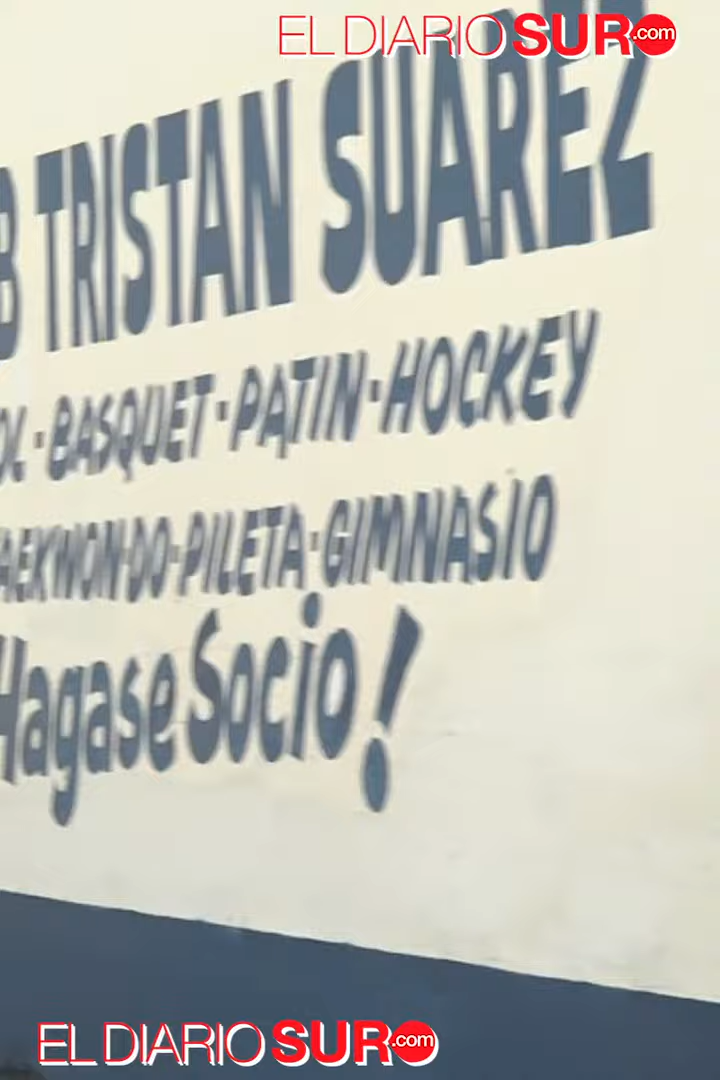 EL DIARIO SUR.com
B TRISTAN SUAREZ
OL · BASQUET · PATIN · HOCKEY
AEKWON-DO · PILETA · GIMNASIO
Hagase Socio!
EL DIARIO SUR.com